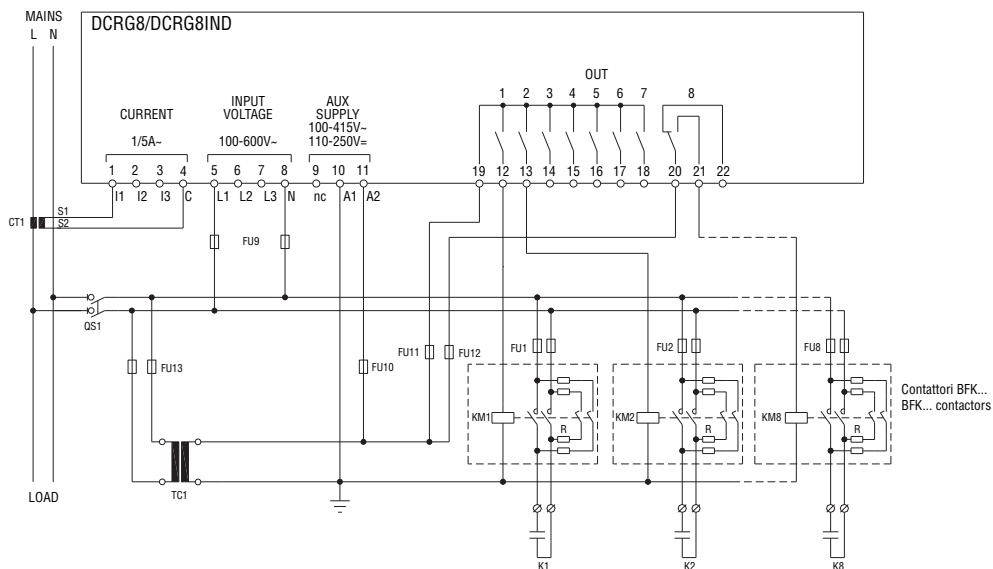 MAINS
L N
DCRG8/DCRG8IND
OUT
1 2 3 4 5 6 7 8
CURRENT
1/5A~
INPUT
VOLTAGE
100-600V~
AUX
SUPPLY
100-415V~
110-250V=
1 2 3 4 5 6 7 8 9 10 11 19 12 13 14 15 16 17 18 20 21 22
I1 I2 I3 C L1 L2 L3 N nc A1 A2
CT1
S1
S2
FU9
QS1
FU13
FU10
FU11
FU12
FU1
FU2
FU8
KM1
R
KM2
R
KM8
R
Contattori BFK...
BFK... contactors
TC1
LOAD
K1
K2
K8